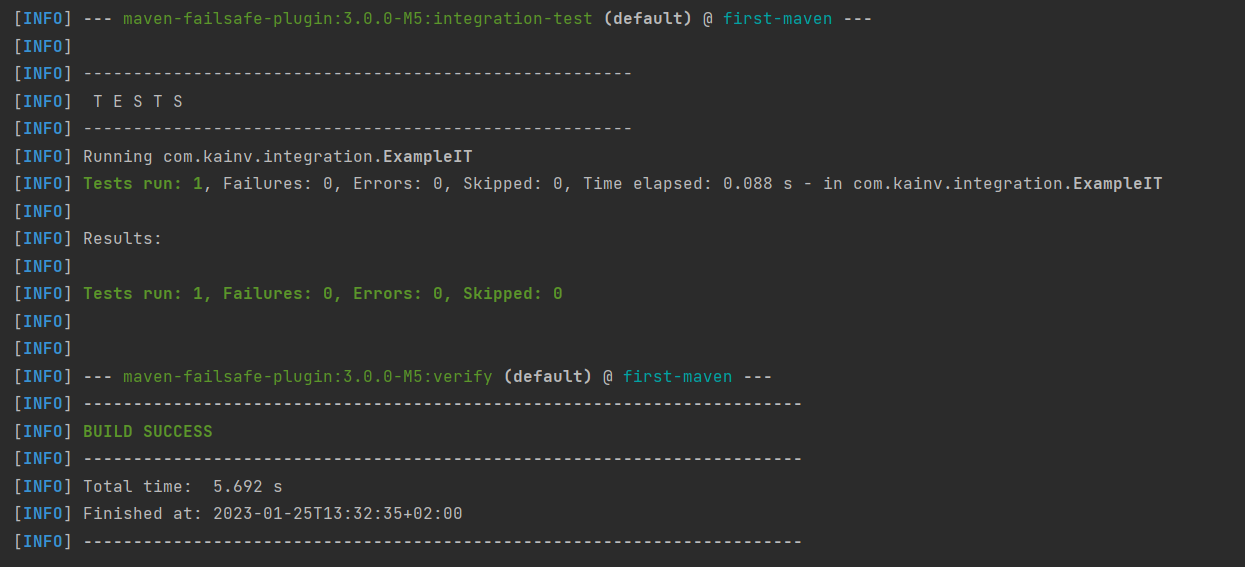 [INFO] --- maven-failsafe-plugin:3.0.0-M5:integration-test (default) @ first-maven ---
[INFO]
[INFO] -------------------------------------------------------
[INFO]  T E S T S
[INFO] -------------------------------------------------------
[INFO] Running com.kainv.integration.ExampleIT
[INFO] Tests run: 1, Failures: 0, Errors: 0, Skipped: 0, Time elapsed: 0.088 s - in com.kainv.integration.ExampleIT
[INFO]
[INFO] Results:
[INFO]
[INFO] Tests run: 1, Failures: 0, Errors: 0, Skipped: 0
[INFO]
[INFO]
[INFO] --- maven-failsafe-plugin:3.0.0-M5:verify (default) @ first-maven ---
[INFO] ------------------------------------------------------------------------
[INFO] BUILD SUCCESS
[INFO] ------------------------------------------------------------------------
[INFO] Total time:  5.692 s
[INFO] Finished at: 2023-01-25T13:32:35+02:00
[INFO] ------------------------------------------------------------------------